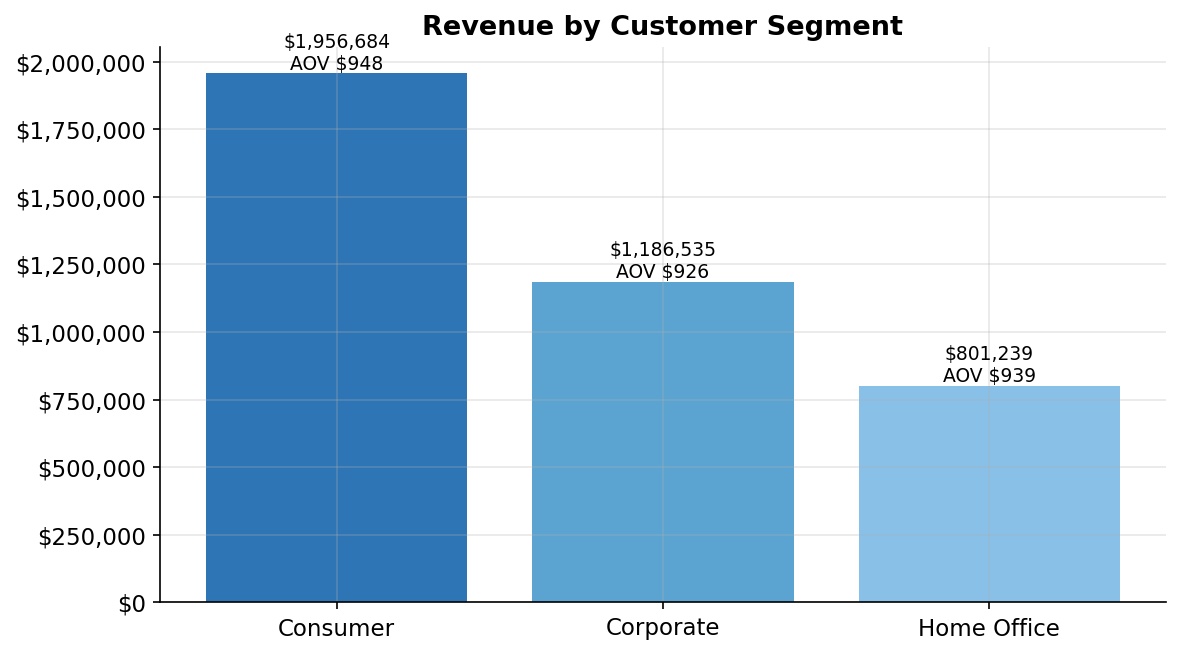 Revenue by Customer Segment
$2,000,000
$1,750,000
$1,500,000
$1,250,000
$1,000,000
$750,000
$500,000
$250,000
$0
$1,956,684
AOV $948
$1,186,535
AOV $926
$801,239
AOV $939
Consumer
Corporate
Home Office